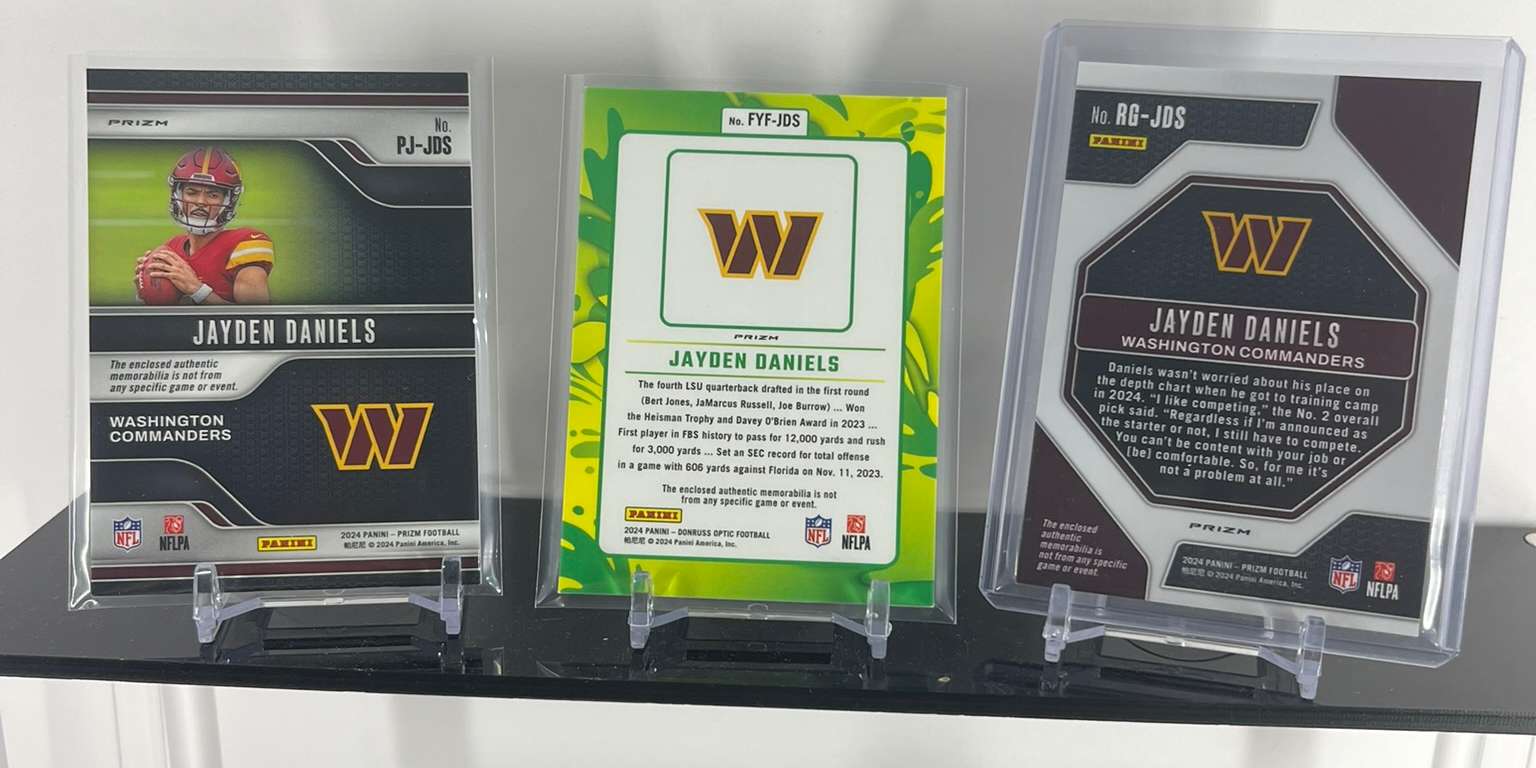 PRIZM
No.
PJ-JDS
JAYDEN DANIELS
The enclosed authentic
memorabilia is not from
any specific game or event.
WASHINGTON
COMMANDERS
W
NFL
NFLPA
PANINI
2024 PANINI – PRIZM FOOTBALL
帕尼尼 © 2024 Panini America, Inc.
No. FYF-JDS
W
PRIZM
JAYDEN DANIELS
The fourth LSU quarterback drafted in the first round
(Bert Jones, JaMarcus Russell, Joe Burrow) ... Won
the Heisman Trophy and Davey O'Brien Award in 2023 ...
First player in FBS history to pass for 12,000 yards and rush
for 3,000 yards ... Set an SEC record for total offense
in a game with 606 yards against Florida on Nov. 11, 2023.
The enclosed authentic memorabilia is not
from any specific game or event.
PANINI
2024 PANINI – DONRUSS OPTIC FOOTBALL
帕尼尼 © 2024 Panini America, Inc.
NFL
NFLPA
No. RG-JDS
PANINI
W
JAYDEN DANIELS
WASHINGTON COMMANDERS
Daniels wasn't worried about his place on
the depth chart when he got to training camp
in 2024. "I like competing," the No. 2 overall
pick said. "Regardless if I'm announced as
the starter or not, I still have to compete.
You can't be content with your job or
[be] comfortable. So, for me it's
not a problem at all."
PRIZM
The enclosed
authentic
memorabilia is
not from any specific
game or event.
2024 PANINI – PRIZM FOOTBALL
帕尼尼 © 2024 Panini America, Inc.
NFL
NFLPA